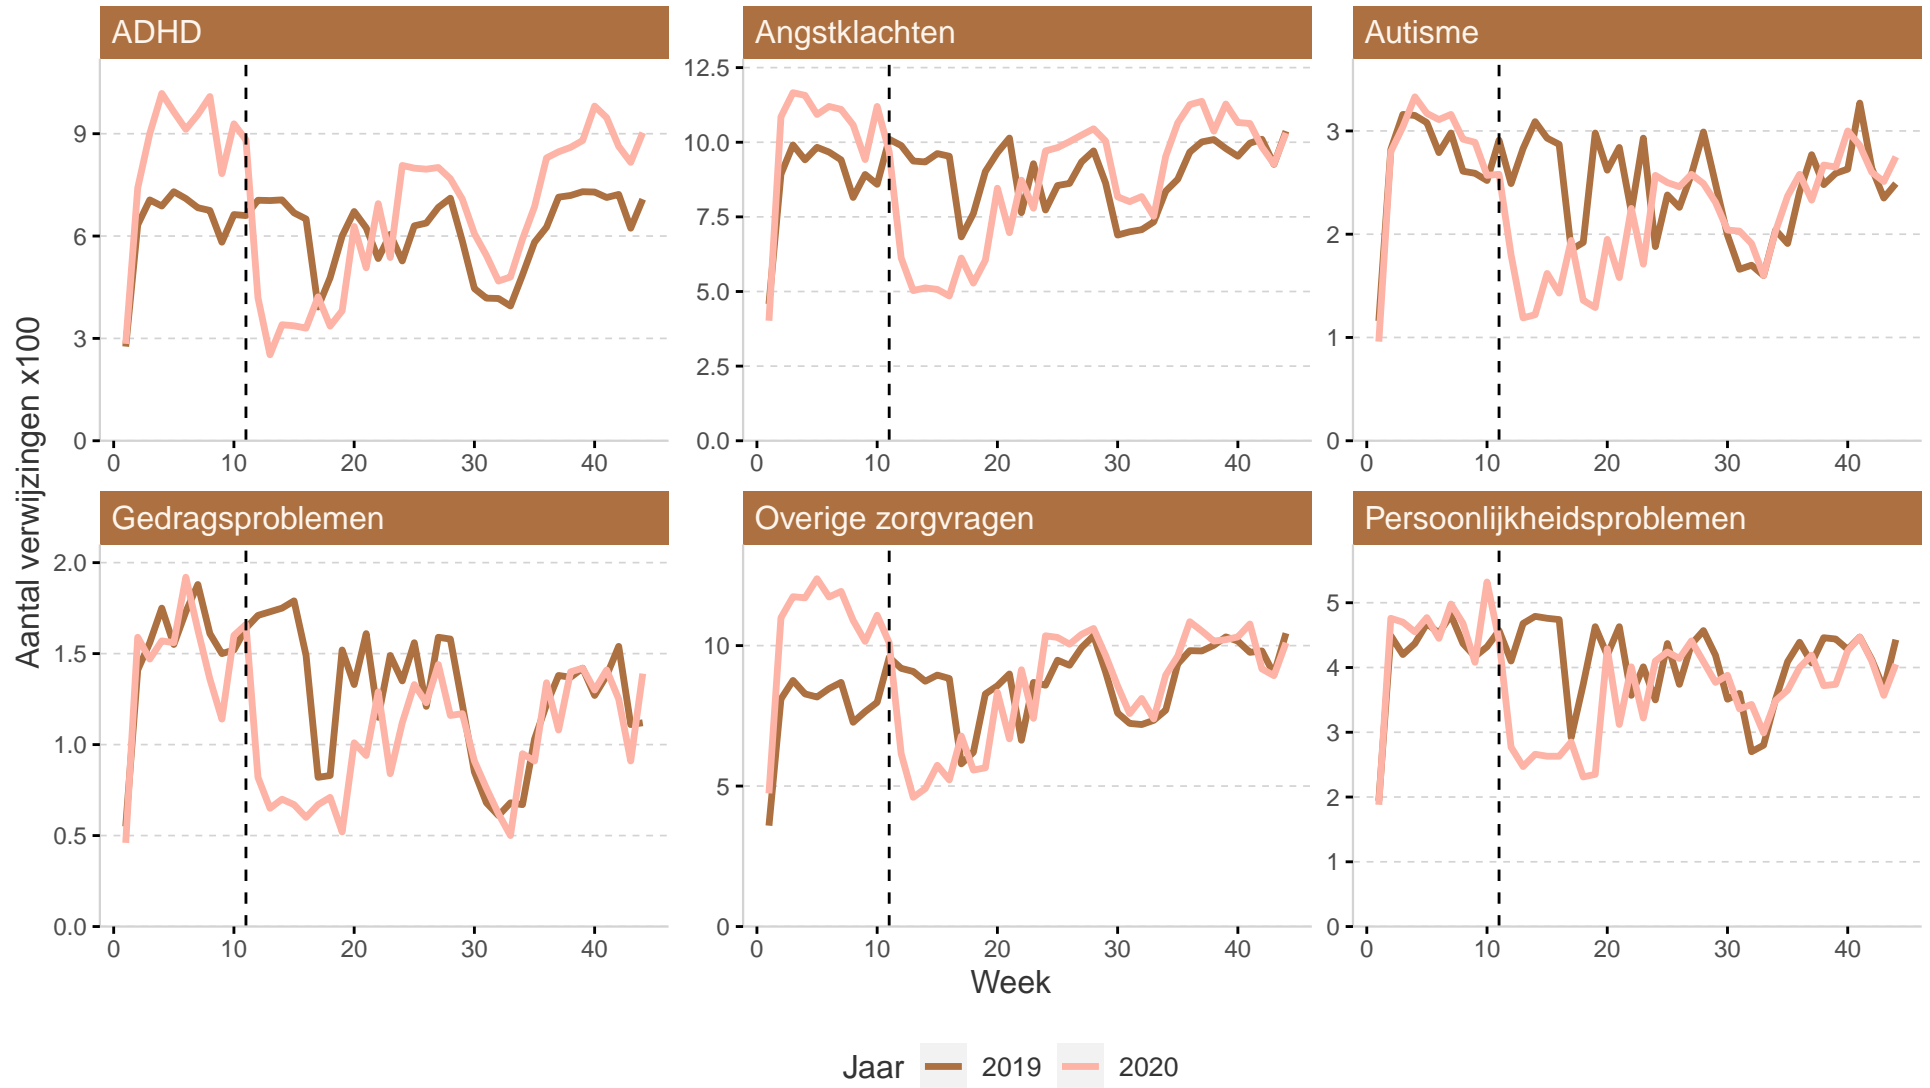 ADHD
Angstklachten
Autisme
9
6
3
0
0 10 20 30 40
12.5
10.0
7.5
5.0
2.5
0.0
0 10 20 30 40
3
2
1
0
0 10 20 30 40
Gedragsproblemen
Overige zorgvragen
Persoonlijkheidsproblemen
2.0
1.5
1.0
0.5
0.0
0 10 20 30 40
10
5
0
0 10 20 30 40
5
4
3
2
1
0
0 10 20 30 40
Aantal verwijzingen x100
Week
Jaar 2019 2020